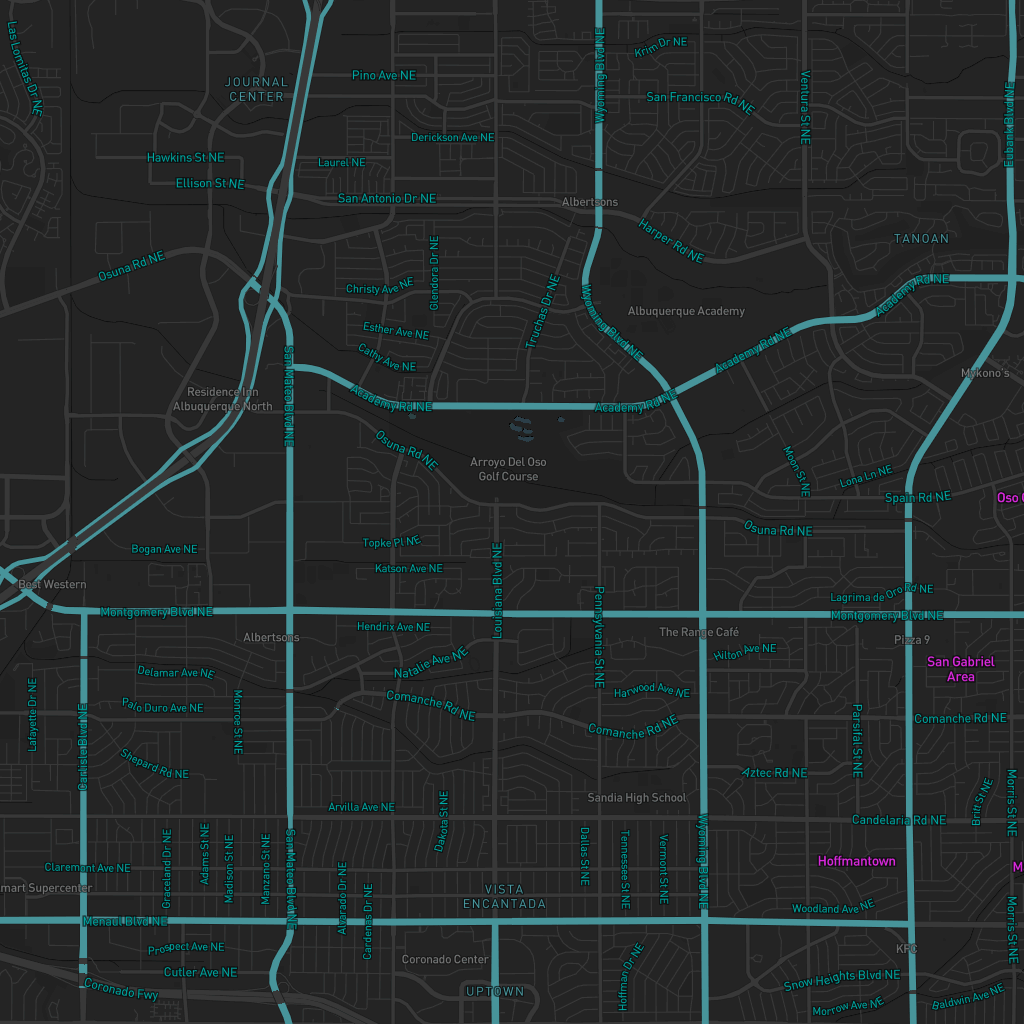 Las Lomitas Dr NE
Krim Dr NE
Wyoming Blvd NE
Pino Ave NE
JOURNAL
CENTER
San Francisco Rd NE
Ventura St NE
Eubank Blvd NE
Derickson Ave NE
Hawkins St NE
Laurel NE
Ellison St NE
San Antonio Dr NE
Albertsons
Harper Rd NE
TANOAN
Osuna Rd NE
Glendora Dr NE
Christy Ave NE
Truchas Dr NE
Academy Rd NE
Albuquerque Academy
Wyoming Blvd NE
Esther Ave NE
Cathy Ave NE
Academy Rd NE
Mykono's
San Mateo Blvd NE
Residence Inn
Albuquerque North
Academy Rd NE
Academy Rd NE
Osuna Rd NE
Arroyo Del Oso
Golf Course
Moon St NE
Lona Ln NE
Spain Rd NE
Oso
Osuna Rd NE
Bogan Ave NE
Topke Pl NE
Katson Ave NE
Louisiana Blvd NE
Best Western
Pennsylvania St NE
Lagrima de Oro Rd NE
Montgomery Blvd NE
Montgomery Blvd NE
Albertsons
Hendrix Ave NE
The Range Café
Pizza 9
Hilton Ave NE
San Gabriel
Area
Natalie Ave NE
Delamar Ave NE
Lafayette Dr NE
Carlisle Blvd NE
Palo Duro Ave NE
Monroe St NE
Comanche Rd NE
Harwood Ave NE
Comanche Rd NE
Comanche Rd NE
Parsifal St NE
Shepard Rd NE
Aztec Rd NE
Britt St NE
Morris St NE
Arvilla Ave NE
Dakota St NE
Sandia High School
Candelaria Rd NE
Wyoming Blvd NE
Graceland Dr NE
Adams St NE
Madison St NE
Manzano St NE
San Mateo Blvd NE
Dallas St NE
Tennessee St NE
Vermont St NE
Hoffmantown
M
Claremont Ave NE
Alvarado Dr NE
Cardenas Dr NE
mart Supercenter
VISTA
ENCANTADA
Woodland Ave NE
Morris St NE
Menaul Blvd NE
Prospect Ave NE
Cutler Ave NE
Coronado Center
Hoffman Dr NE
KFC
Snow Heights Blvd NE
Coronado Fwy
UPTOWN
Morrow Ave NE
Baldwin Ave NE